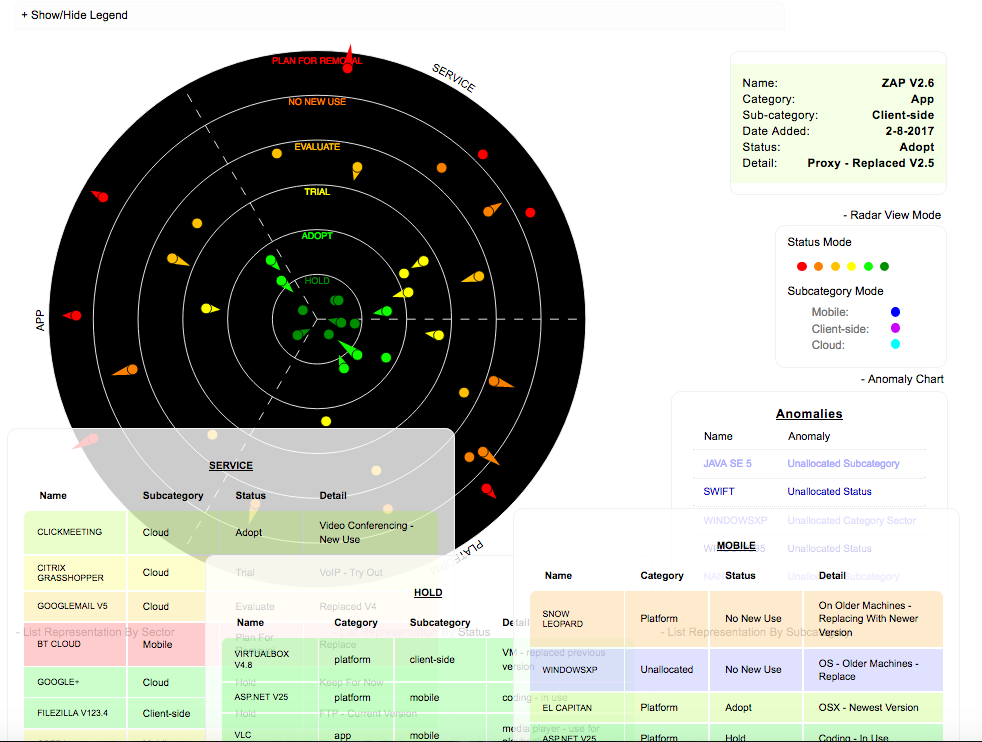 + Show/Hide Legend
PLAN FOR REMOVAL
SERVICE
NO NEW USE
EVALUATE
TRIAL
ADOPT
HOLD
APP
PLATFORM
Name: ZAP V2.6
Category: App
Sub-category: Client-side
Date Added: 2-8-2017
Status: Adopt
Detail: Proxy - Replaced V2.5
- Radar View Mode
Status Mode
Subcategory Mode
Mobile:
Client-side:
Cloud:
- Anomaly Chart
Anomalies
Name Anomaly
JAVA SE 5 Unallocated Subcategory
SWIFT Unallocated Status
WINDOWSXP Unallocated Category Sector
Unallocated Status
SERVICE
Name Subcategory Status Detail
CLICKMEETING Cloud Adopt Video Conferencing -
New Use
CITRIX
GRASSHOPPER Cloud Trial VoIP - Try Out
GOOGLEMAIL V5 Cloud Evaluate Replaced V4
- List Representation By Sector
BT CLOUD Mobile Plan For
Replace
GOOGLE+ Cloud Hold Keep For Now
FILEZILLA V123.4 Client-side Hold FTP - Current Version
HOLD
Name Category Subcategory Detail
Status
VIRTUALBOX
V4.8 platform client-side VM - replaced previous
version
ASP.NET V25 platform mobile coding - in use
VLC app mobile media player - use for
MOBILE
Name Category Status Detail
SNOW
LEOPARD Platform No New Use On Older Machines -
Replacing With Newer
Version
- List Representation By Subcategory
WINDOWSXP Unallocated No New Use OS - Older Machines -
Replace
EL CAPITAN Platform Adopt OSX - Newest Version
ASP.NET V25 Platform Hold Coding - In Use